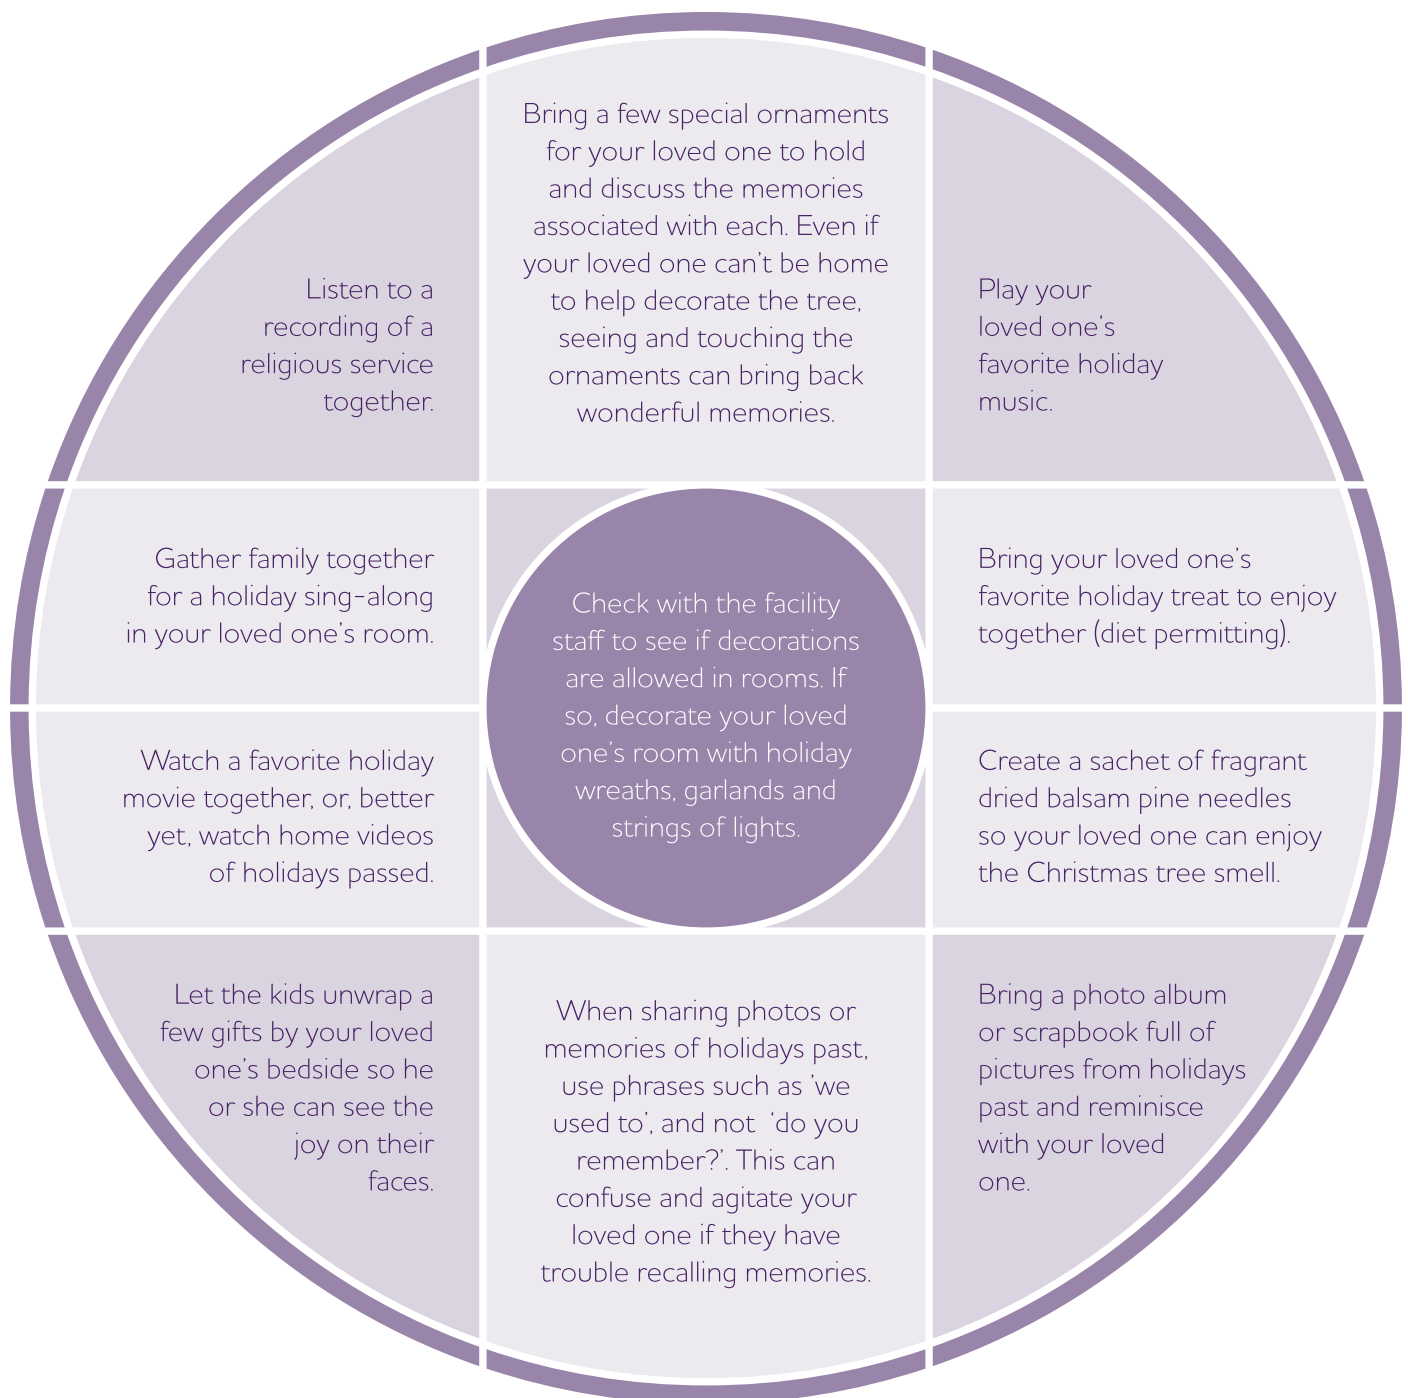 Bring a few special ornaments
for your loved one to hold
and discuss the memories
associated with each. Even if
your loved one can't be home
to help decorate the tree,
seeing and touching the
ornaments can bring back
wonderful memories.
Listen to a
recording of a
religious service
together.
Play your
loved one's
favorite holiday
music.
Gather family together
for a holiday sing-along
in your loved one's room.
Check with the facility
staff to see if decorations
are allowed in rooms. If
so, decorate your loved
one's room with holiday
wreaths, garlands and
strings of lights.
Bring your loved one's
favorite holiday treat to enjoy
together (diet permitting).
Watch a favorite holiday
movie together, or, better
yet, watch home videos
of holidays passed.
Create a sachet of fragrant
dried balsam pine needles
so your loved one can enjoy
the Christmas tree smell.
Let the kids unwrap a
few gifts by your loved
one's bedside so he
or she can see the
joy on their
faces.
When sharing photos or
memories of holidays past,
use phrases such as 'we
used to', and not 'do you
remember?'. This can
confuse and agitate your
loved one if they have
trouble recalling memories.
Bring a photo album
or scrapbook full of
pictures from holidays
past and reminisce
with your loved
one.